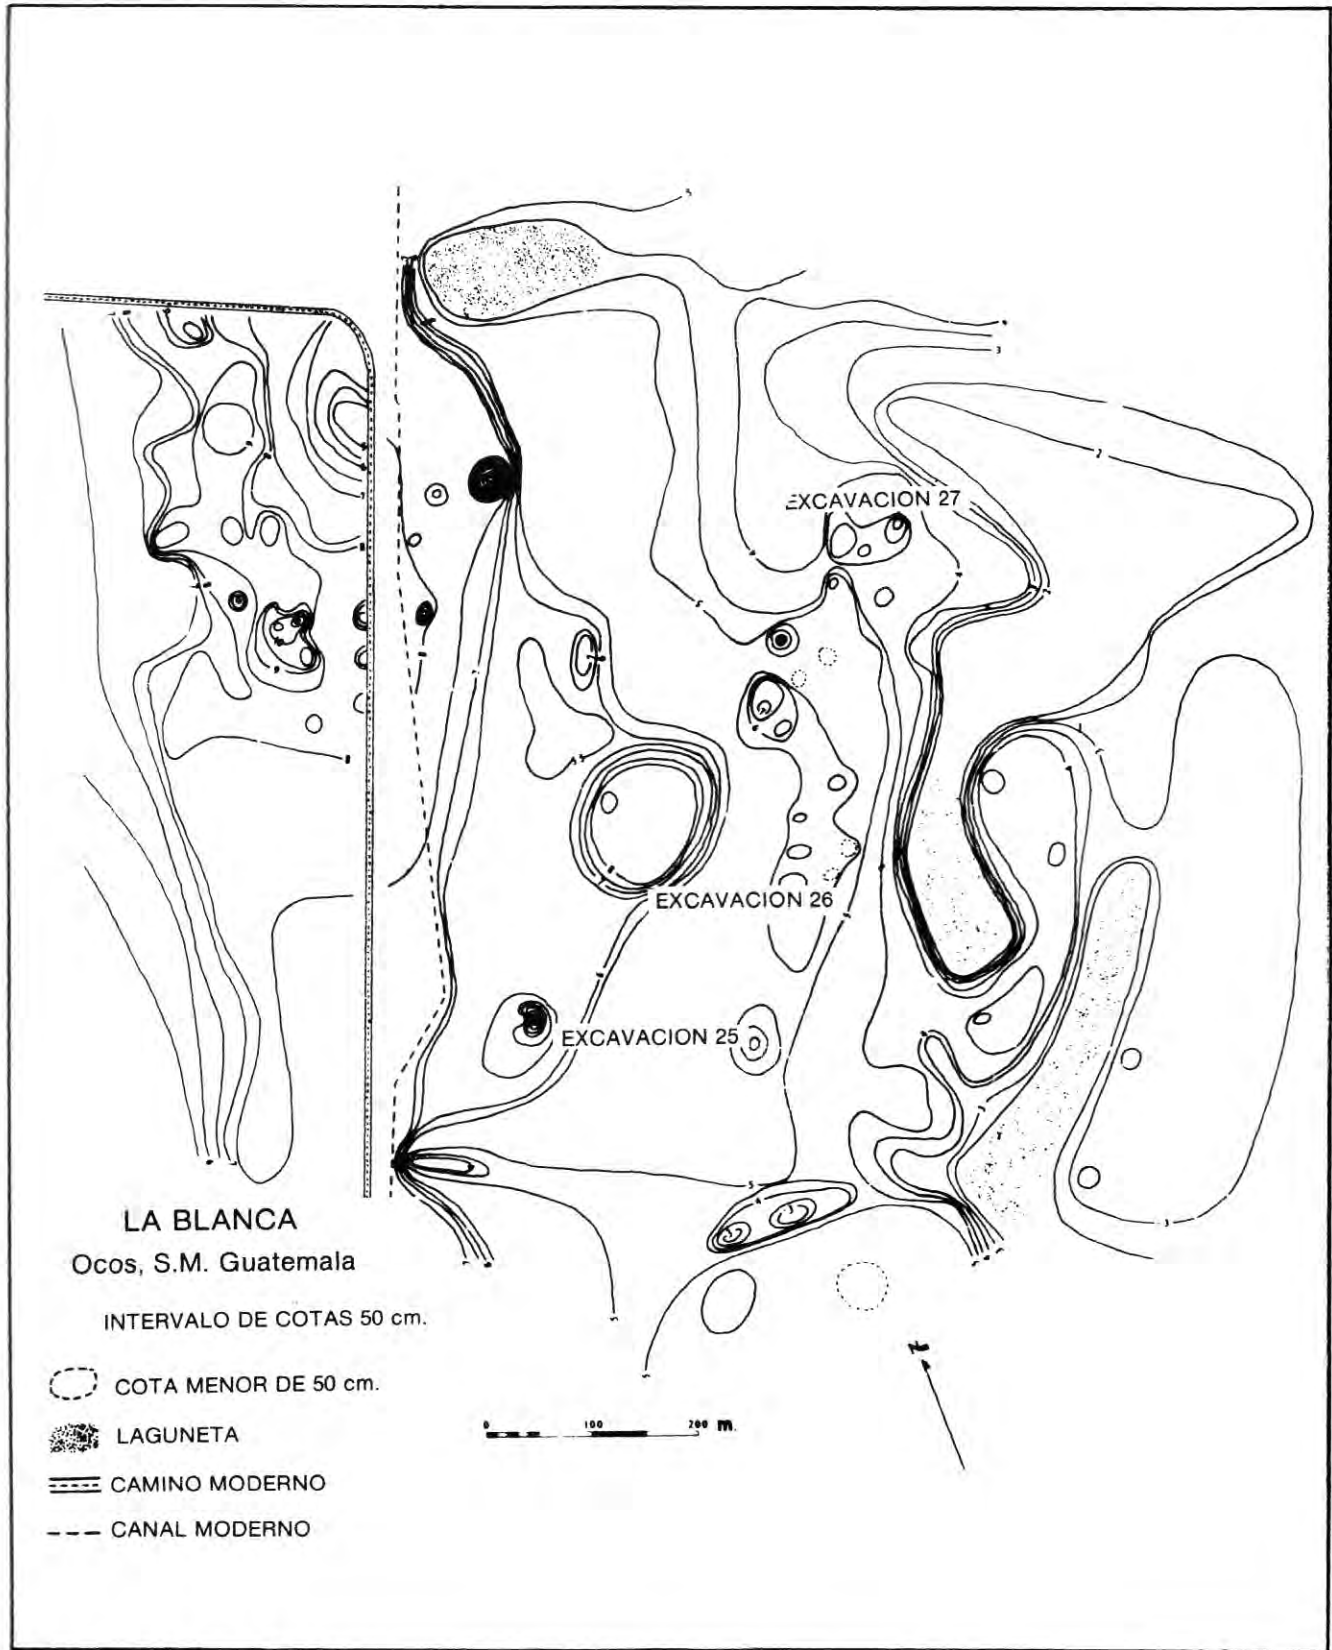 EXCAVACION 27
EXCAVACION 26
EXCAVACION 25
LA BLANCA
Ocos, S.M. Guatemala
INTERVALO DE COTAS 50 cm.
COTA MENOR DE 50 cm.
LAGUNETA
CAMINO MODERNO
CANAL MODERNO
0 100 200 m.
N